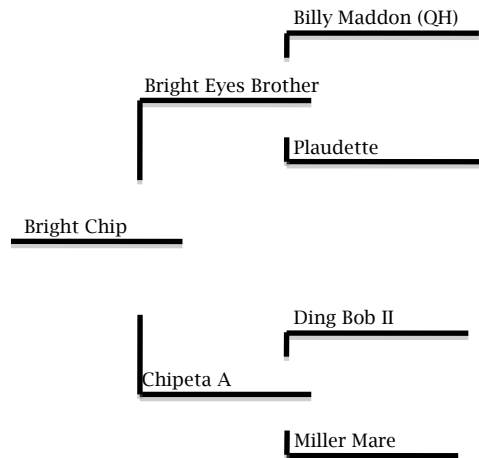 Billy Maddon (QH)
Bright Eyes Brother
Plaudette
Bright Chip
Ding Bob II
Chipeta A
Miller Mare